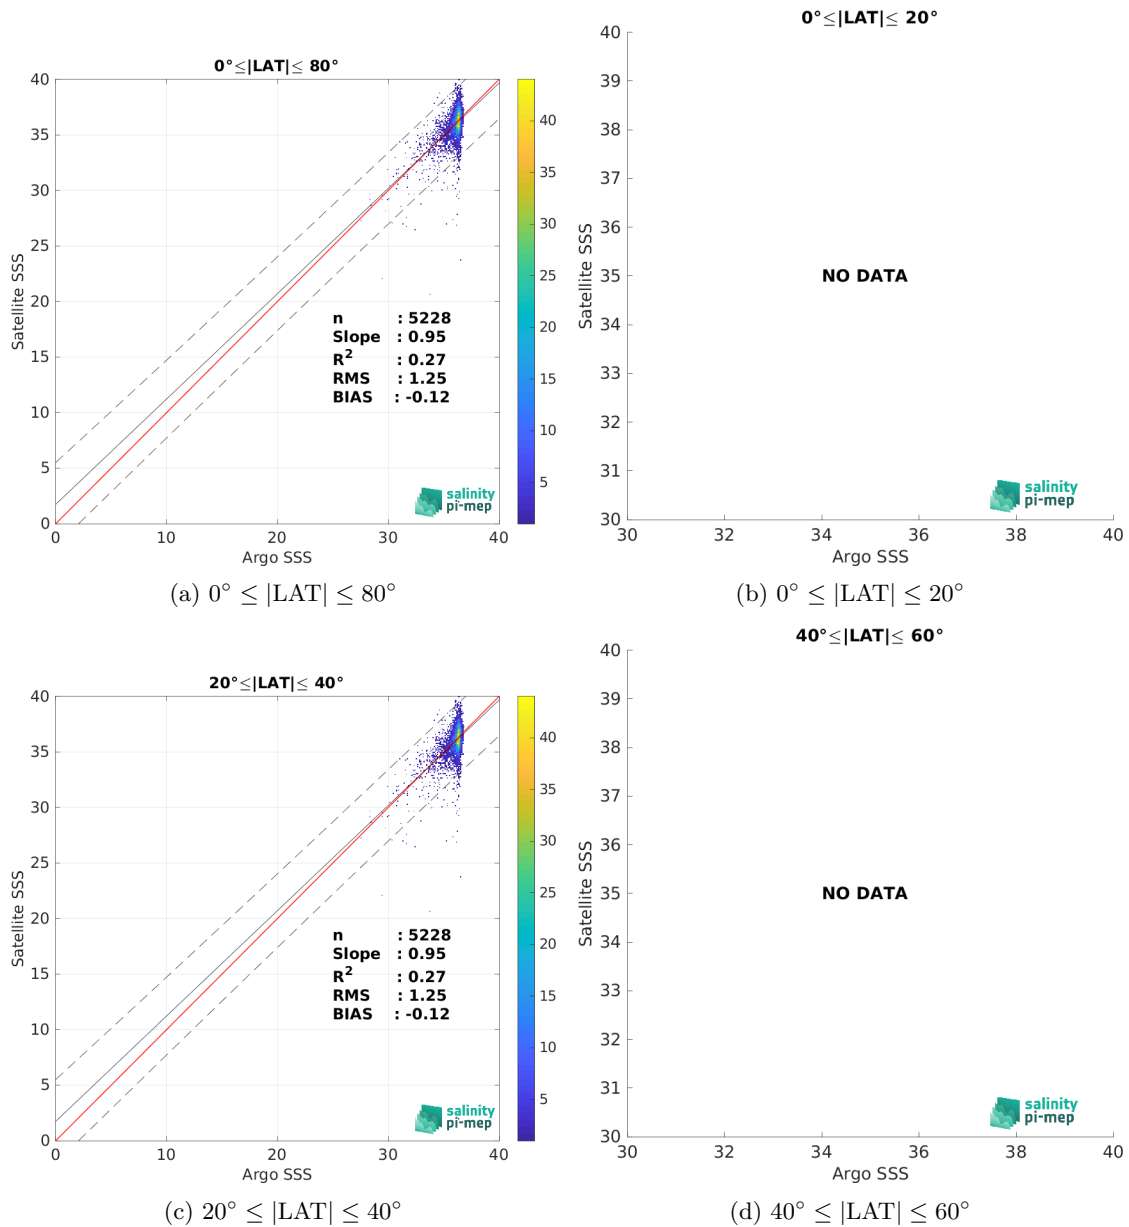 0°≤|LAT|≤ 80°
40
35
30
25
20
15
10
5
0
0
10
20
30
40
Satellite SSS
Argo SSS
n : 5228
Slope : 0.95
R² : 0.27
RMS : 1.25
BIAS : -0.12
salinity
pi-mep
40
35
30
25
20
15
10
5
(a) 0° ≤ |LAT| ≤ 80°
0°≤|LAT|≤ 20°
40
39
38
37
36
35
34
33
32
31
30
30
32
34
36
38
40
Satellite SSS
Argo SSS
NO DATA
salinity
pi-mep
(b) 0° ≤ |LAT| ≤ 20°
20°≤|LAT|≤ 40°
40
35
30
25
20
15
10
5
0
0
10
20
30
40
Satellite SSS
Argo SSS
n : 5228
Slope : 0.95
R² : 0.27
RMS : 1.25
BIAS : -0.12
salinity
pi-mep
40
35
30
25
20
15
10
5
(c) 20° ≤ |LAT| ≤ 40°
40°≤|LAT|≤ 60°
40
39
38
37
36
35
34
33
32
31
30
30
32
34
36
38
40
Satellite SSS
Argo SSS
NO DATA
salinity
pi-mep
(d) 40° ≤ |LAT| ≤ 60°